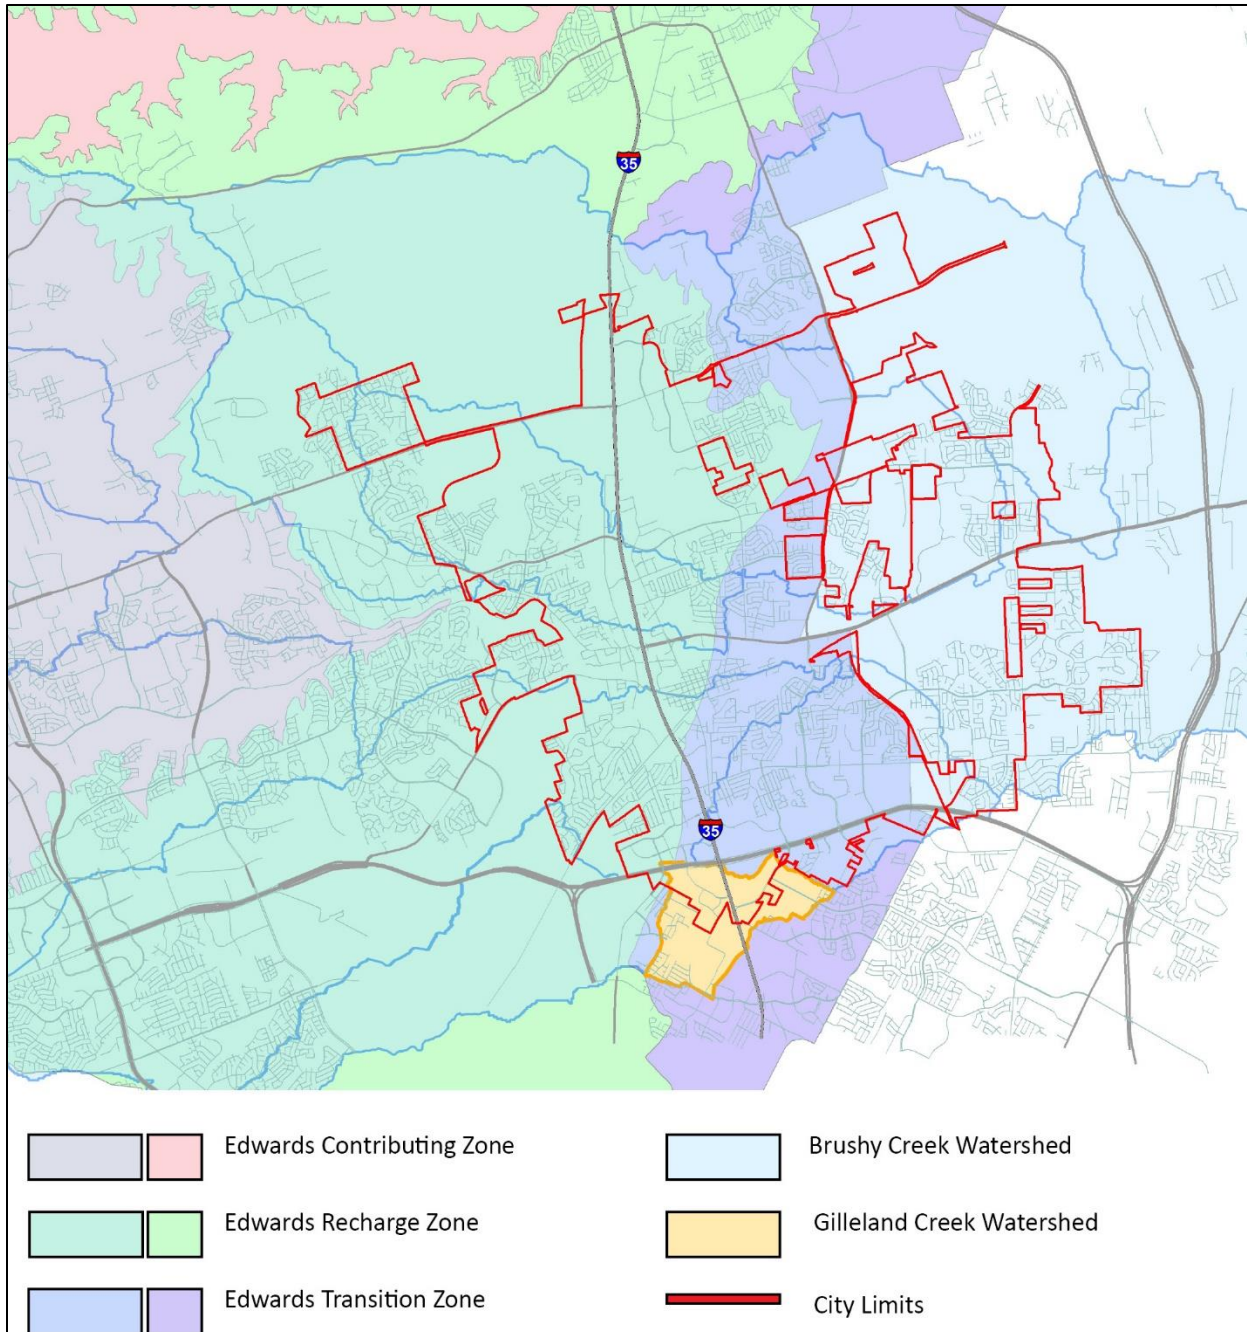 35
35
Edwards Contributing Zone
Brushy Creek Watershed
Edwards Recharge Zone
Gilleland Creek Watershed
Edwards Transition Zone
City Limits